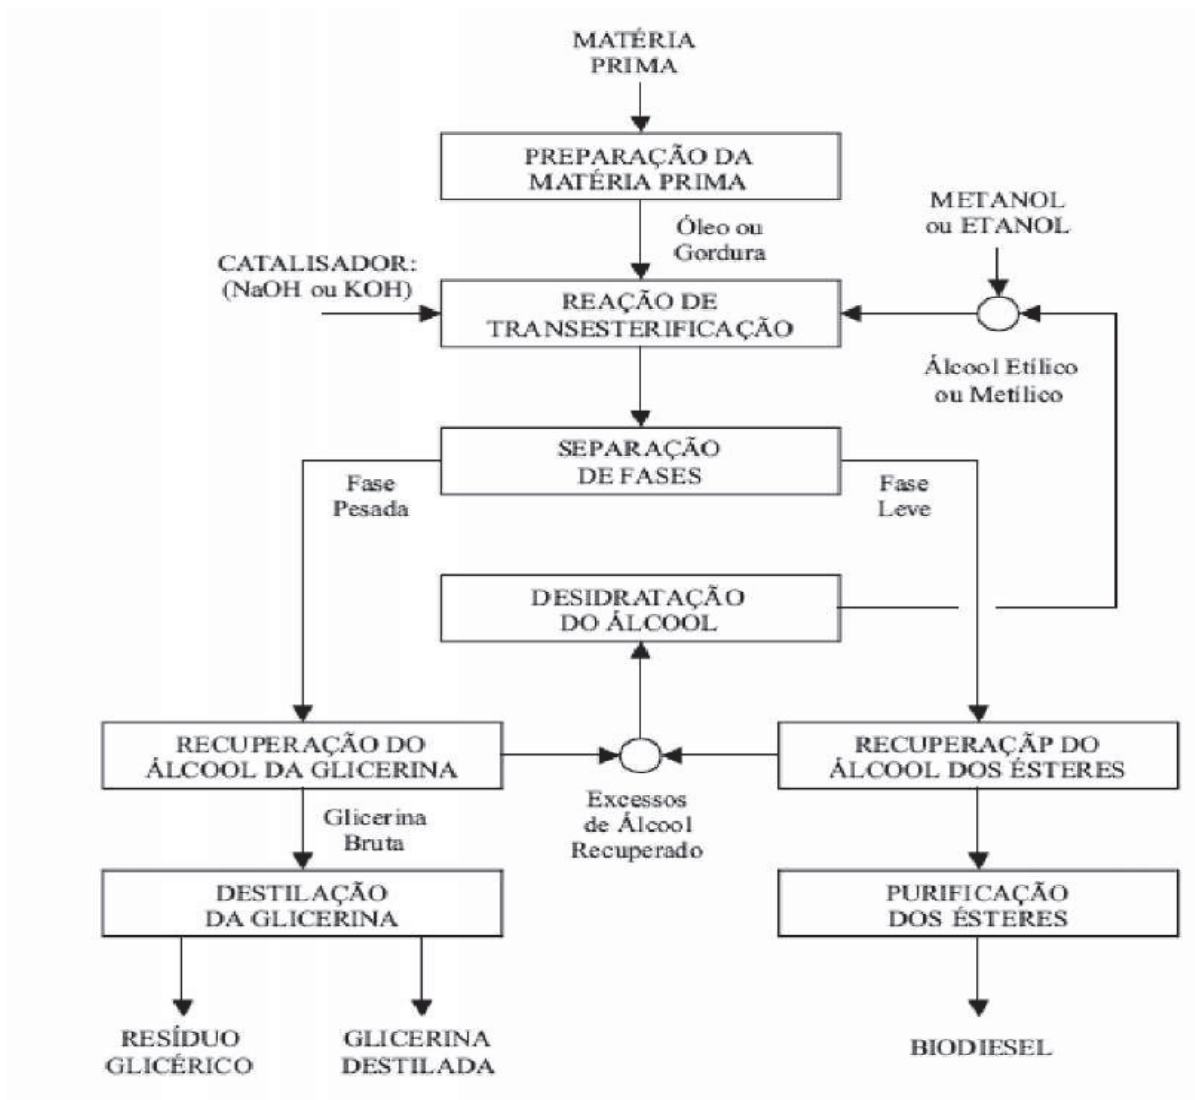 MATÉRIA
PRIMA
PREPARAÇÃO DA
MATÉRIA PRIMA
METANOL
ou ETANOL
Óleo ou
Gordura
CATALISADOR:
(NaOH ou KOH)
REAÇÃO DE
TRANSESTERIFICAÇÃO
Álcool Etílico
ou Metílico
SEPARAÇÃO
DE FASES
Fase
Pesada
Fase
Leve
DESIDRATAÇÃO
DO ÁLCOOL
RECUPERAÇÃO DO
ÁLCOOL DA GLICERINA
RECUPERAÇÃP DO
ÁLCOOL DOS ÉSTERES
Excessos
de Álcool
Recuperado
Glicerina
Bruta
DESTILAÇÃO
DA GLICERINA
PURIFICAÇÃO
DOS ÉSTERES
RESÍDUO
GLICÉRICO
GLICERINA
DESTILADA
BIODIESEL